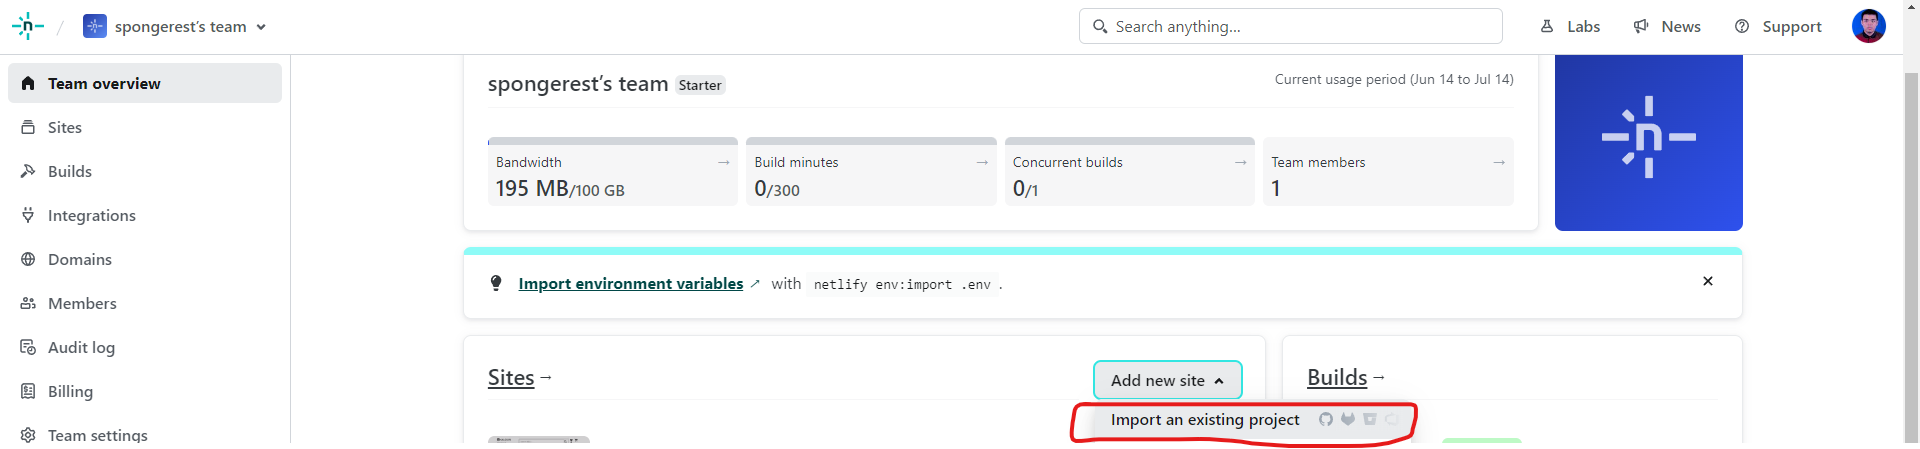 spongerest’s team
Search anything...
Labs
News
Support
Team overview
Sites
Builds
Integrations
Domains
Members
Audit log
Billing
Team settings
spongerest’s team Starter
Current usage period (Jun 14 to Jul 14)
Bandwidth →
195 MB/100 GB
Build minutes →
0/300
Concurrent builds →
0/1
Team members →
1
n
Import environment variables ↗ with netlify env:import .env .
Sites →
Add new site
Import an existing project
Builds →